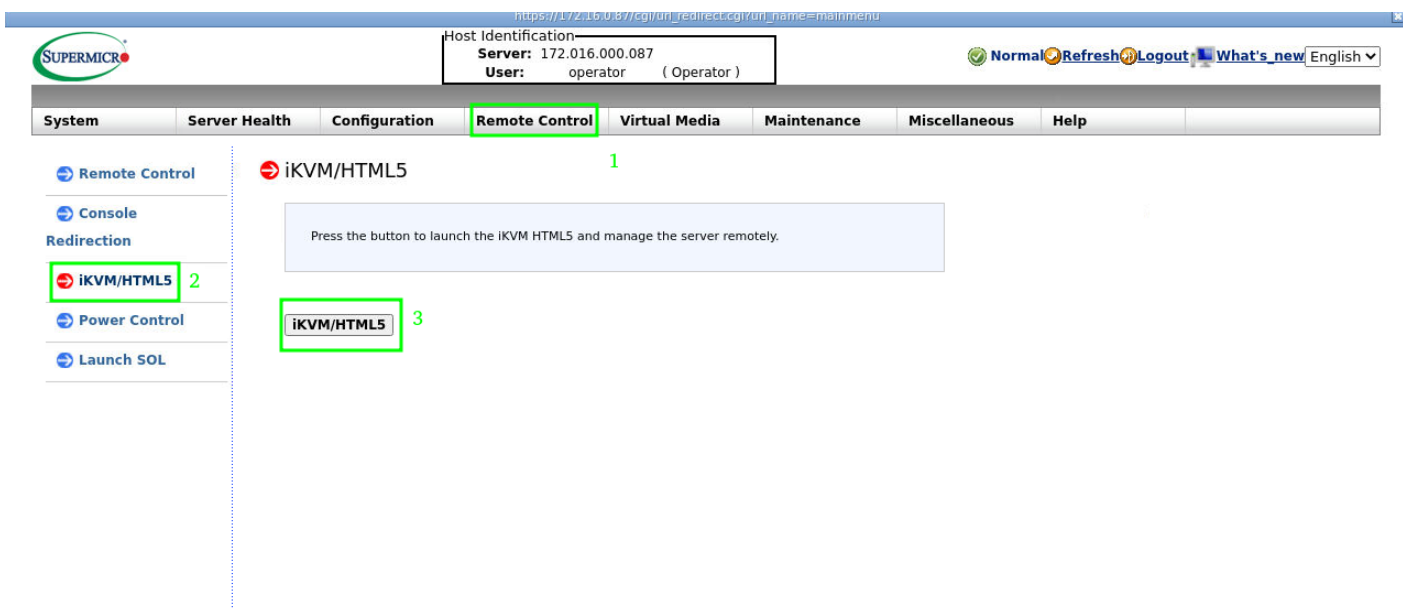 https://172.16.0.87/cgi/url_redirect.cgi?url_name=mainmenu
SUPERMICR
Host Identification
Server: 172.016.000.087
User: operator ( Operator )
Normal Refresh Logout What's_new English
System Server Health Configuration Remote Control Virtual Media Maintenance Miscellaneous Help
1
Remote Control
Console
Redirection
iKVM/HTML5 2
Power Control
Launch SOL
iKVM/HTML5
Press the button to launch the iKVM HTML5 and manage the server remotely.
iKVM/HTML5 3